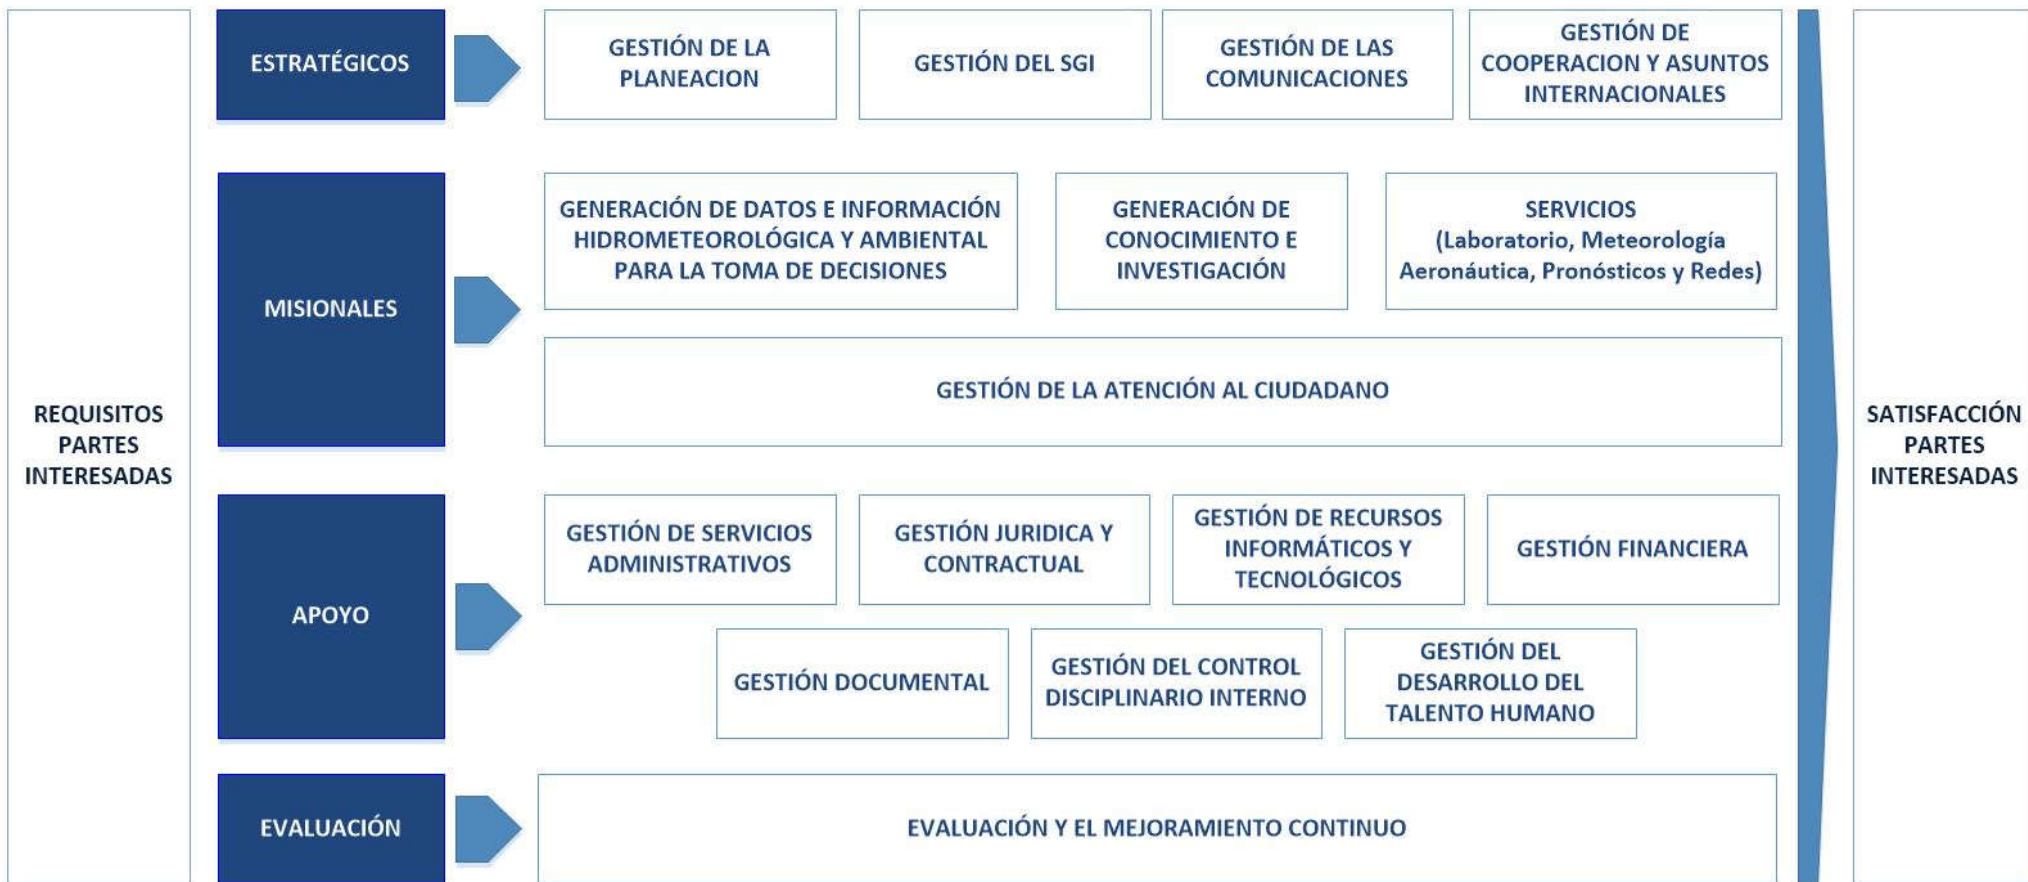 REQUISITOS
PARTES
INTERESADAS
ESTRATÉGICOS
GESTIÓN DE LA
PLANEACION
GESTIÓN DEL SGI
GESTIÓN DE LAS
COMUNICACIONES
GESTIÓN DE
COOPERACION Y ASUNTOS
INTERNACIONALES
MISIONALES
GENERACIÓN DE DATOS E INFORMACIÓN
HIDROMETEOROLÓGICA Y AMBIENTAL
PARA LA TOMA DE DECISIONES
GENERACIÓN DE
CONOCIMIENTO E
INVESTIGACIÓN
SERVICIOS
(Laboratorio, Meteorología
Aeronáutica, Pronósticos y Redes)
GESTIÓN DE LA ATENCIÓN AL CIUDADANO
APOYO
GESTIÓN DE SERVICIOS
ADMINISTRATIVOS
GESTIÓN JURIDICA Y
CONTRACTUAL
GESTIÓN DE RECURSOS
INFORMÁTICOS Y
TECNOLÓGICOS
GESTIÓN FINANCIERA
GESTIÓN DOCUMENTAL
GESTIÓN DEL CONTROL
DISCIPLINARIO INTERNO
GESTIÓN DEL
DESARROLLO DEL
TALENTO HUMANO
EVALUACIÓN
EVALUACIÓN Y EL MEJORAMIENTO CONTINUO
SATISFACCIÓN
PARTES
INTERESADAS